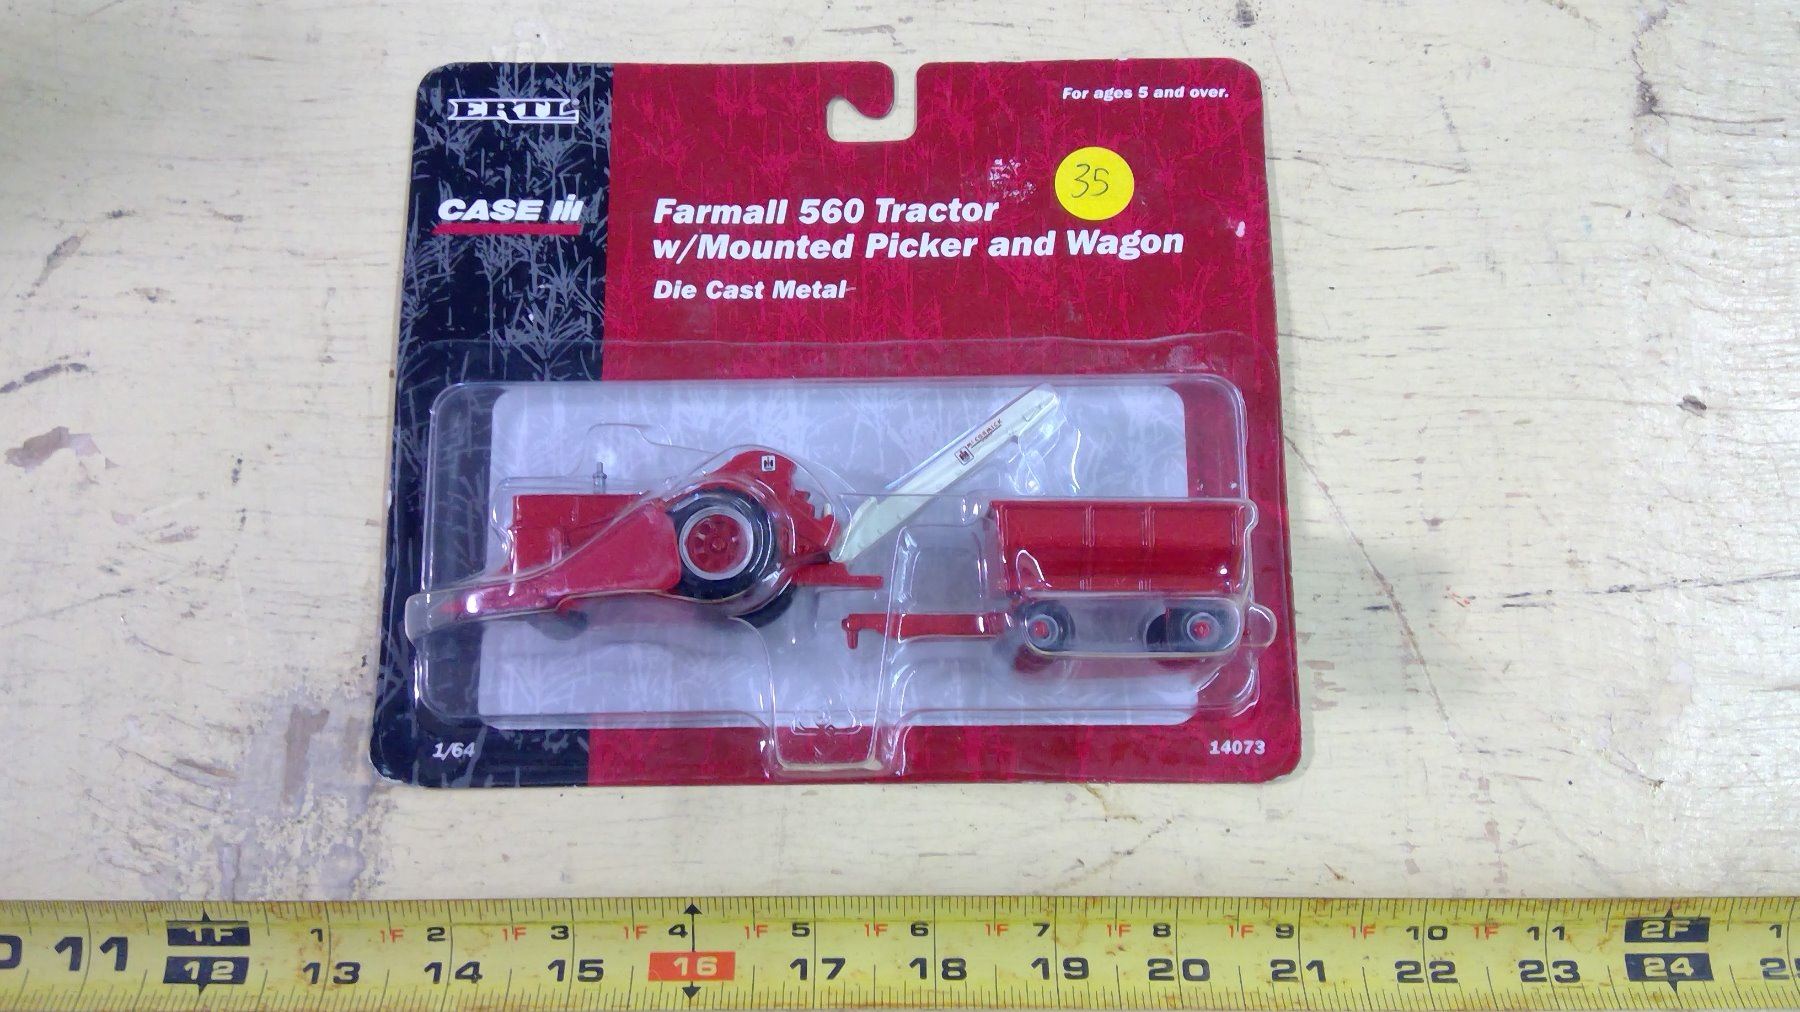 ERTL
For ages 5 and over.
35
CASE IH
Farmall 560 Tractor
w/Mounted Picker and Wagon
Die Cast Metal
IH McCORMICK
IH
1/64
14073
1F 1 1F 2 1F 3 1F 4 1F 5 1F 6 1F 7 1F 8 1F 9 1F 10 1F 11 2F 1
11 12 13 14 15 16 17 18 19 20 21 22 23 24